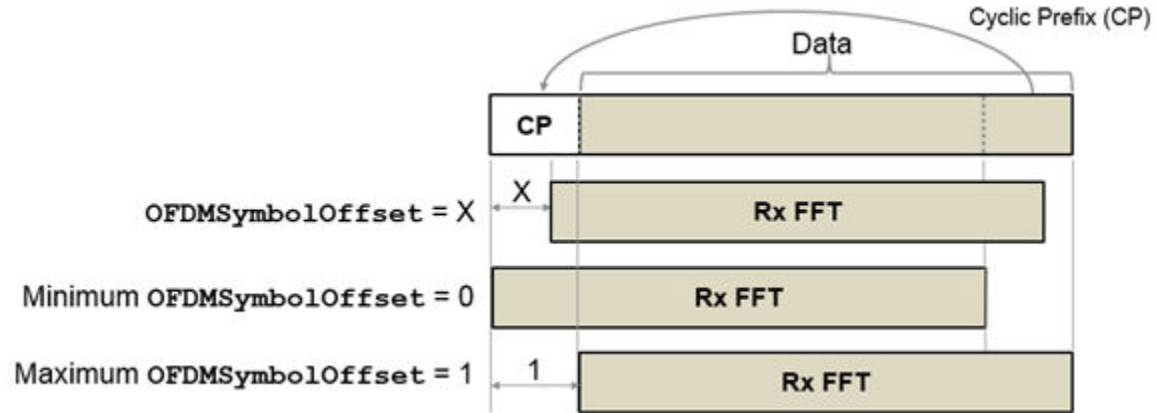 Cyclic Prefix (CP)
Data
CP
X
OFDMSymbolOffset = X
Rx FFT
Minimum OFDMSymbolOffset = 0
Rx FFT
Maximum OFDMSymbolOffset = 1
1
Rx FFT